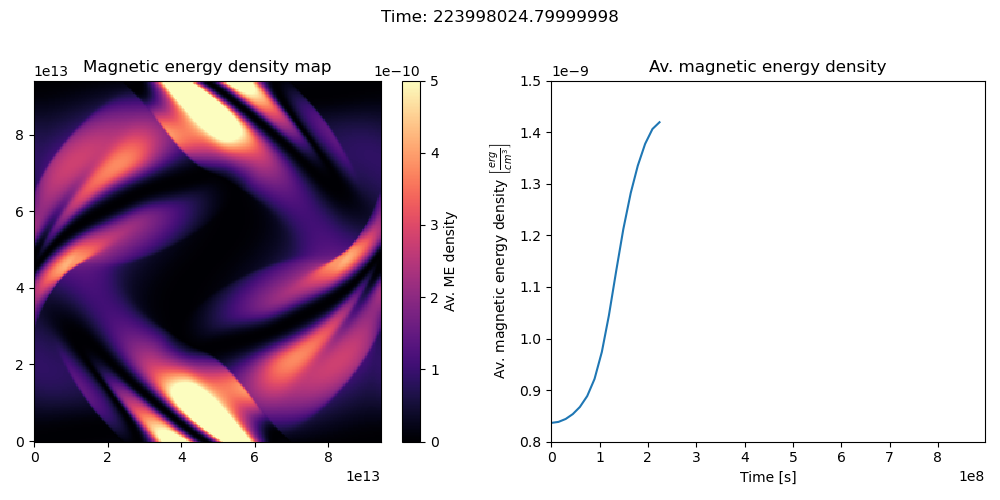 Time: 223998024.79999998
1e13 Magnetic energy density map 1e−10
8
6
4
2
0
0 2 4 6 8
1e13
5
4
3
2
1
0
Av. ME density
Av. magnetic energy density
1e−9
1.5
1.4
1.3
1.2
1.1
1.0
0.9
0.8
Av. magnetic energy density [erg/cm³]
0 1 2 3 4 5 6 7 8
Time [s] 1e8